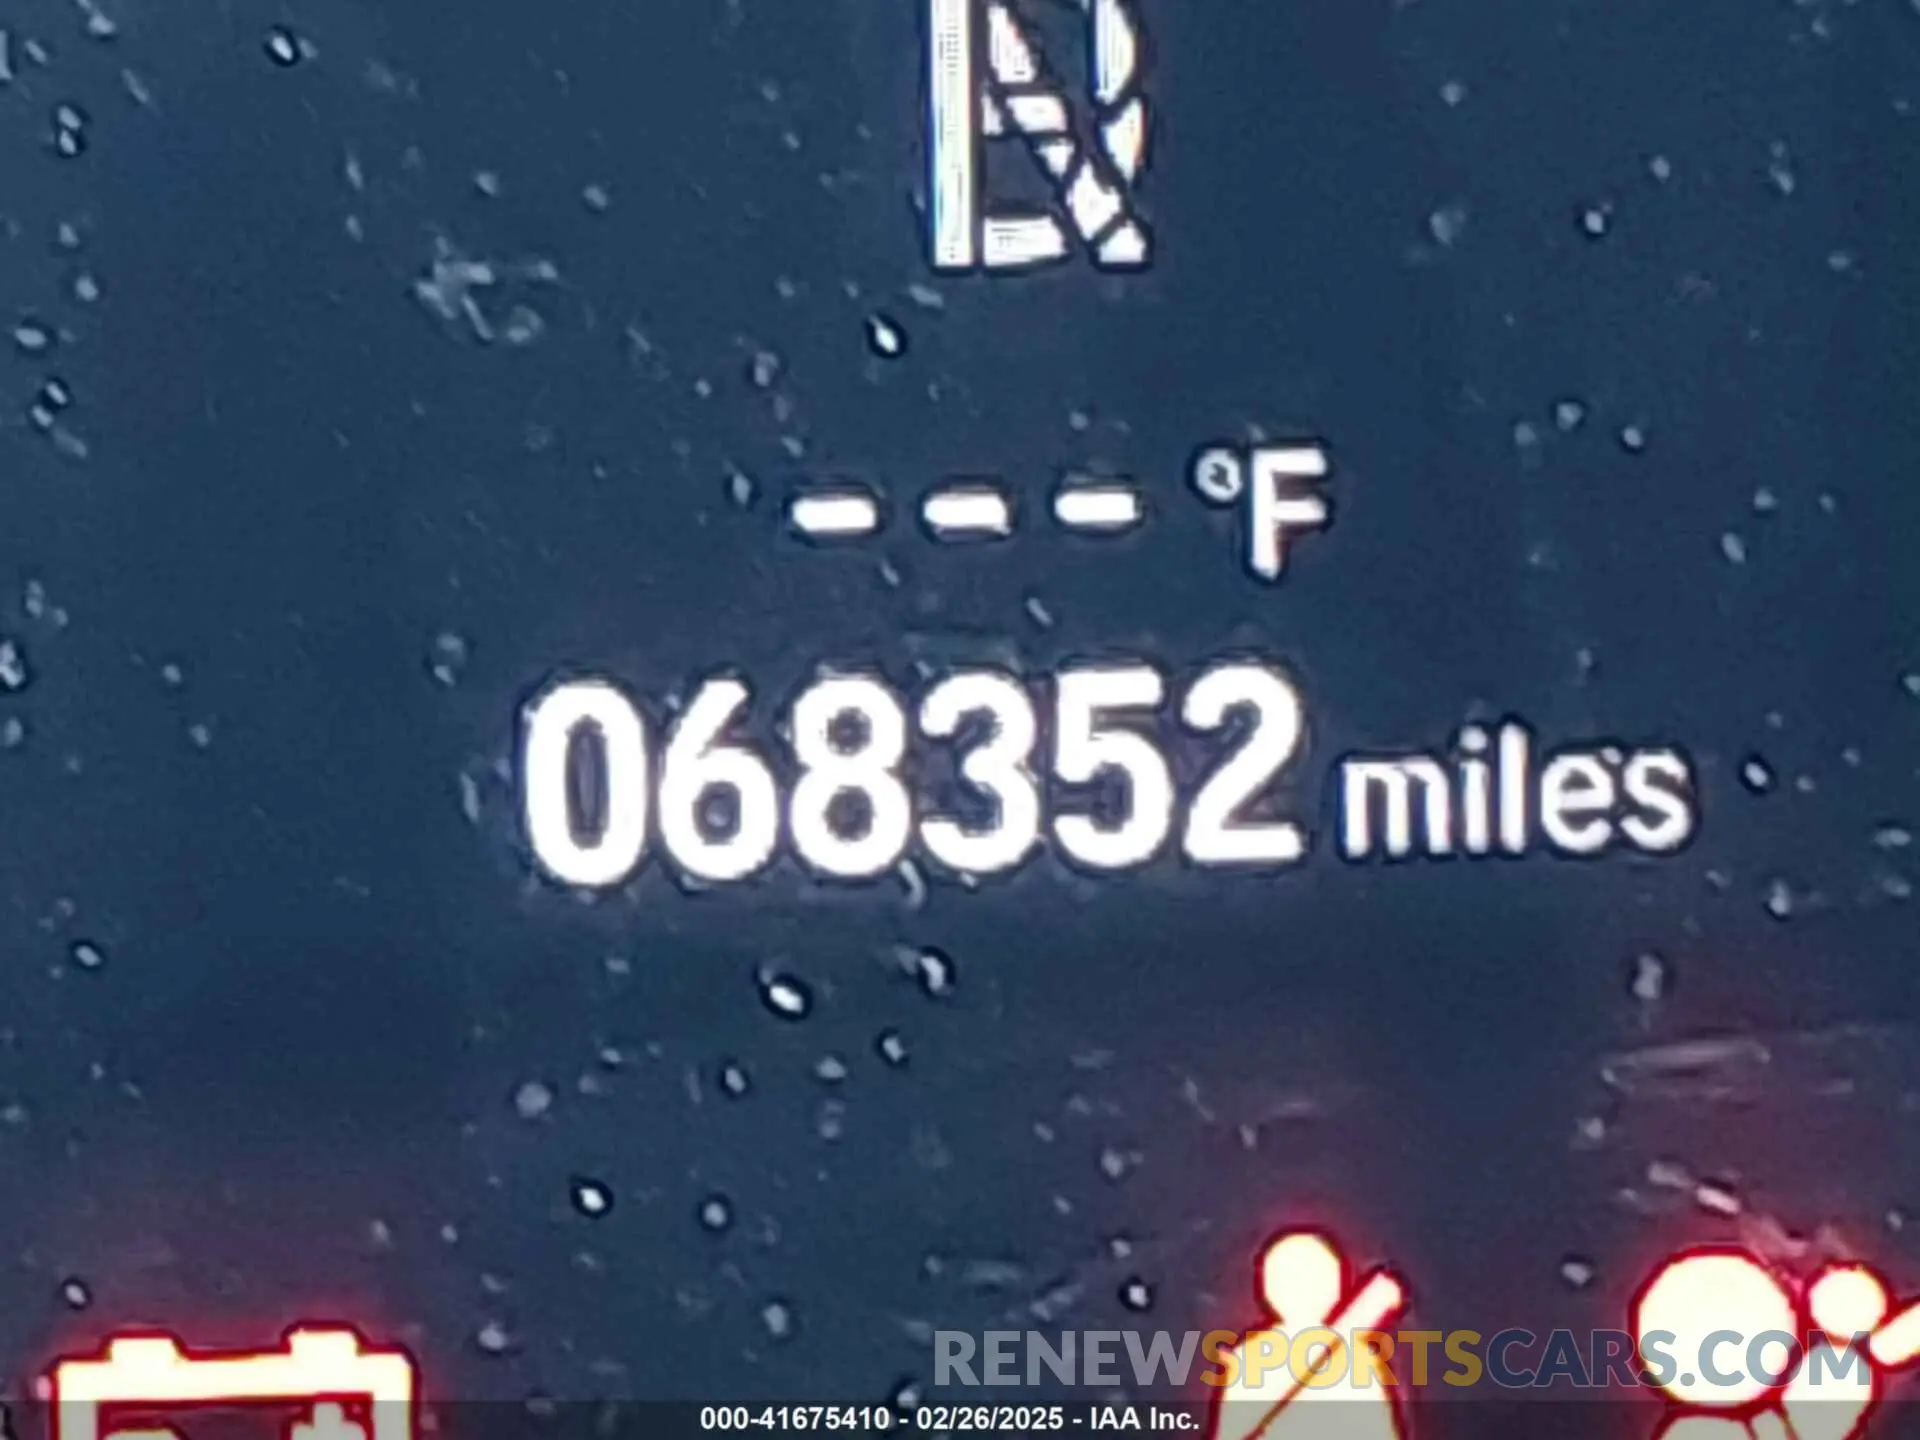 --- °F
068352 miles
RENEWSPORTSCARS.COM
000-41675410 - 02/26/2025 - IAA Inc.